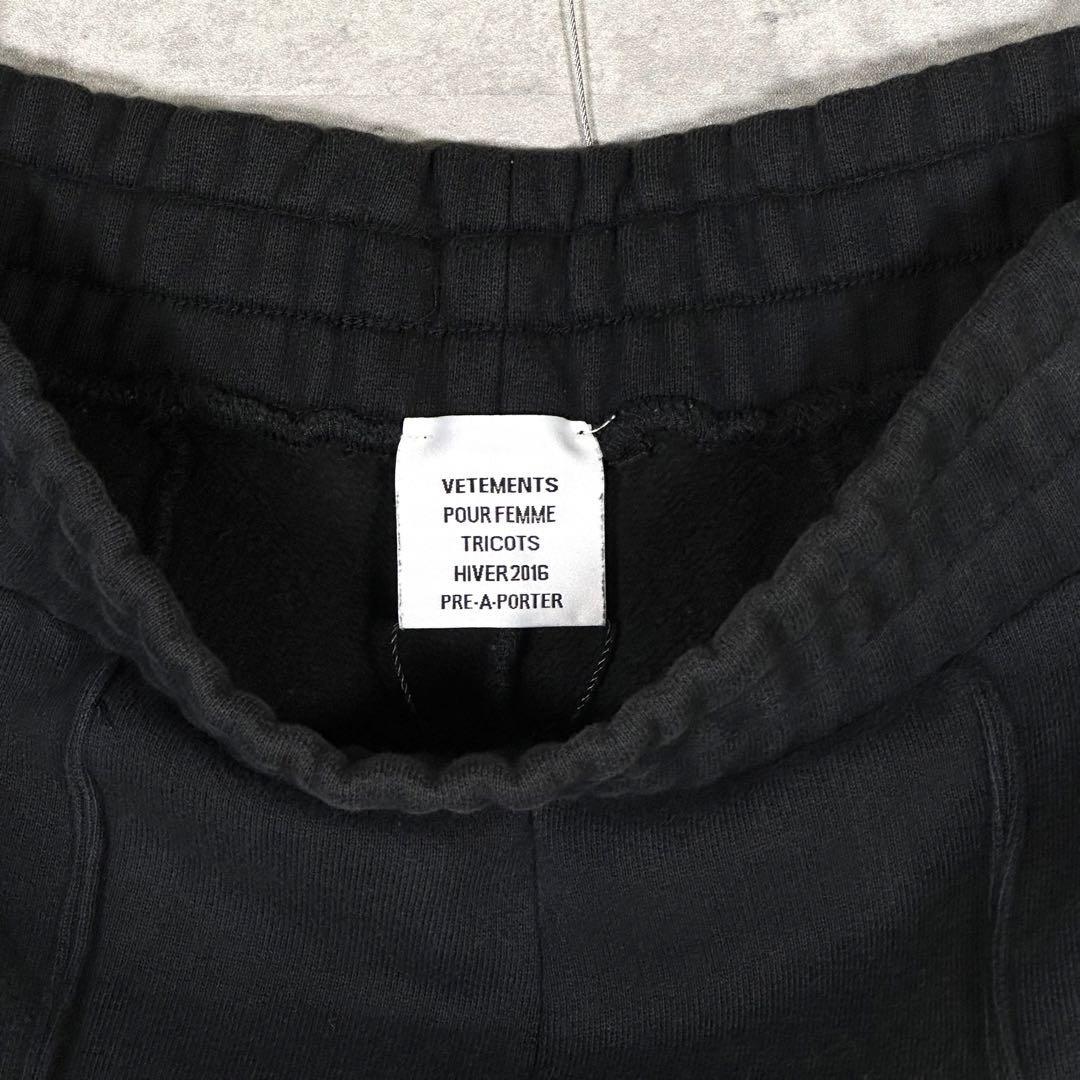 VETEMENTS
POUR FEMME
TRICOTS
HIVER 2016
PRE-A-PORTER